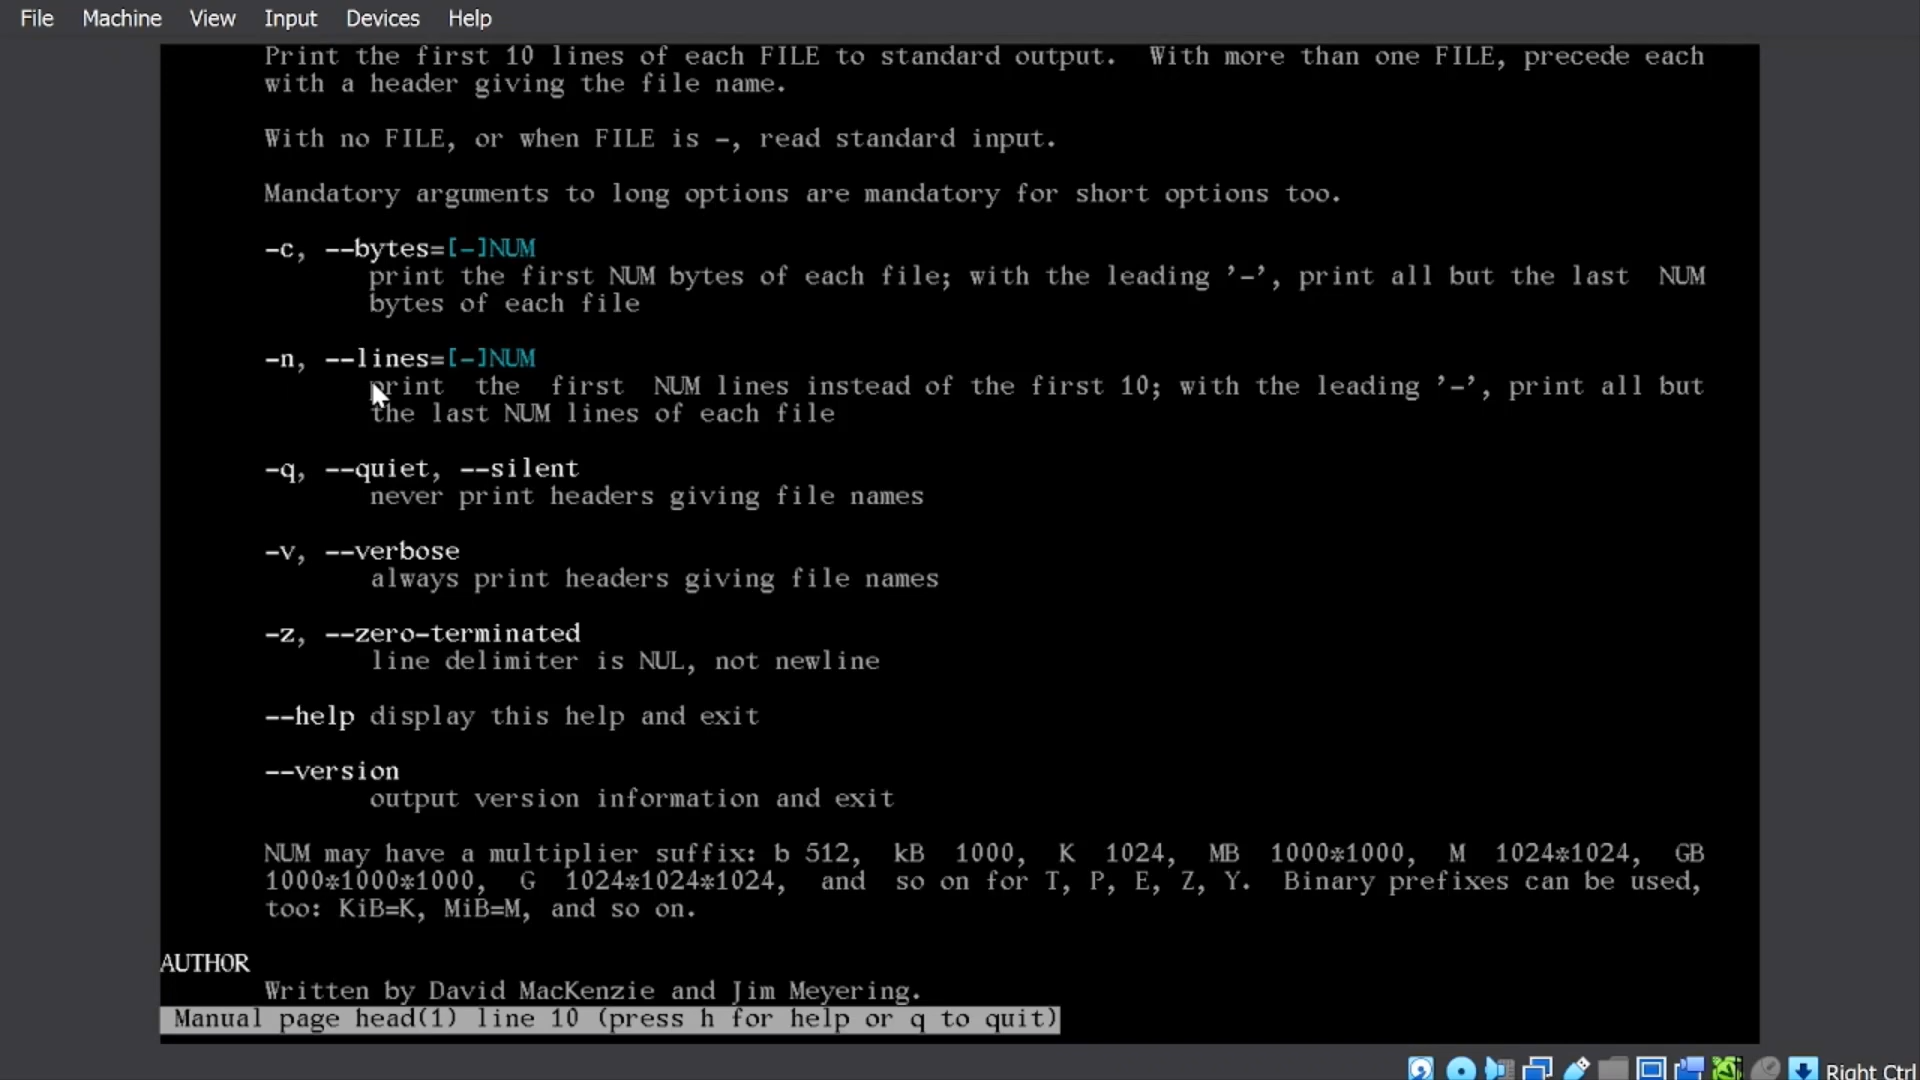 File Machine View Input Devices Help
Print the first 10 lines of each FILE to standard output. With more than one FILE, precede each
with a header giving the file name.
With no FILE, or when FILE is -, read standard input.
Mandatory arguments to long options are mandatory for short options too.
-c, --bytes=[-]NUM
print the first NUM bytes of each file; with the leading '-', print all but the last NUM
bytes of each file
-n, --lines=[-]NUM
print the first NUM lines instead of the first 10; with the leading '-', print all but
the last NUM lines of each file
-q, --quiet, --silent
never print headers giving file names
-v, --verbose
always print headers giving file names
-z, --zero-terminated
line delimiter is NUL, not newline
--help display this help and exit
--version
output version information and exit
NUM may have a multiplier suffix: b 512, kB 1000, K 1024, MB 1000*1000, M 1024*1024, GB
1000*1000*1000, G 1024*1024*1024, and so on for T, P, E, Z, Y. Binary prefixes can be used,
too: KiB=K, MiB=M, and so on.
AUTHOR
Written by David MacKenzie and Jim Meyering.
Manual page head(1) line 10 (press h for help or q to quit)
Right Ctrl